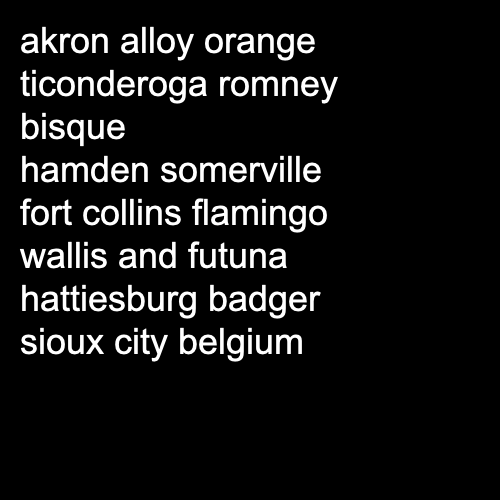 akron alloy orange
ticonderoga romney
bisque
hamden somerville
fort collins flamingo
wallis and futuna
hattiesburg badger
sioux city belgium